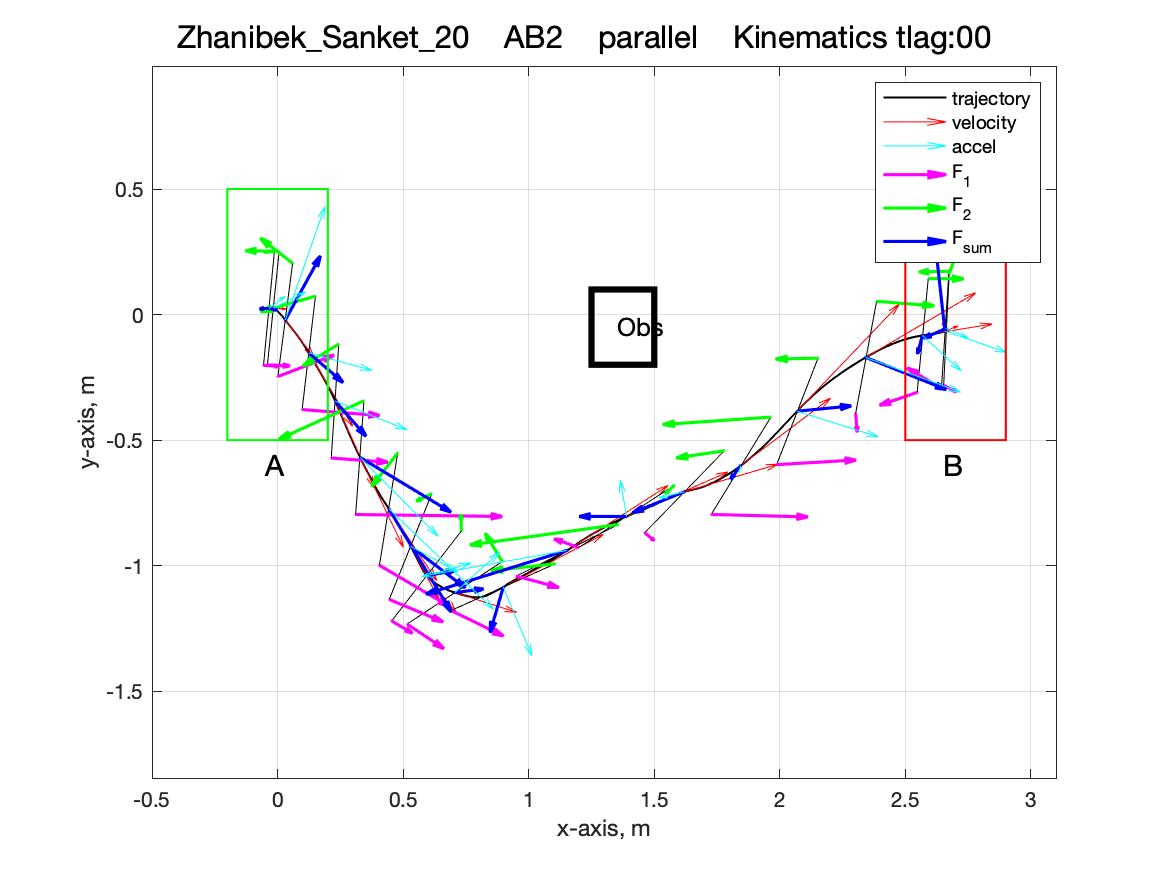 Zhanibek_Sanket_20 AB2 parallel Kinematics tlag:00
trajectory
velocity
accel
F1
F2
Fsum
0.5
0
-0.5
-1
-1.5
y-axis, m
Obs
A
B
-0.5 0 0.5 1 1.5 2 2.5 3
x-axis, m